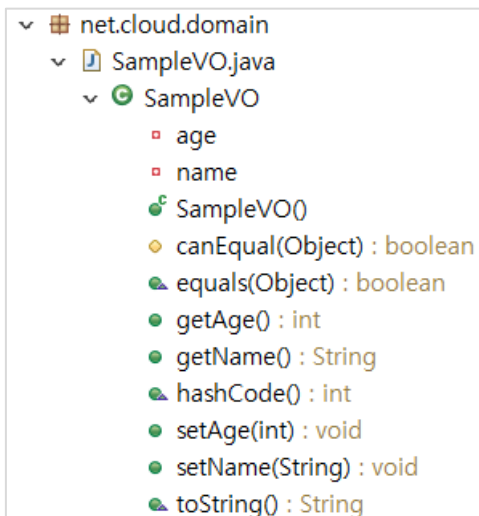 net.cloud.domain
SampleVO.java
SampleVO
age
name
SampleVO()
canEqual(Object) : boolean
equals(Object) : boolean
getAge() : int
getName() : String
hashCode() : int
setAge(int) : void
setName(String) : void
toString() : String